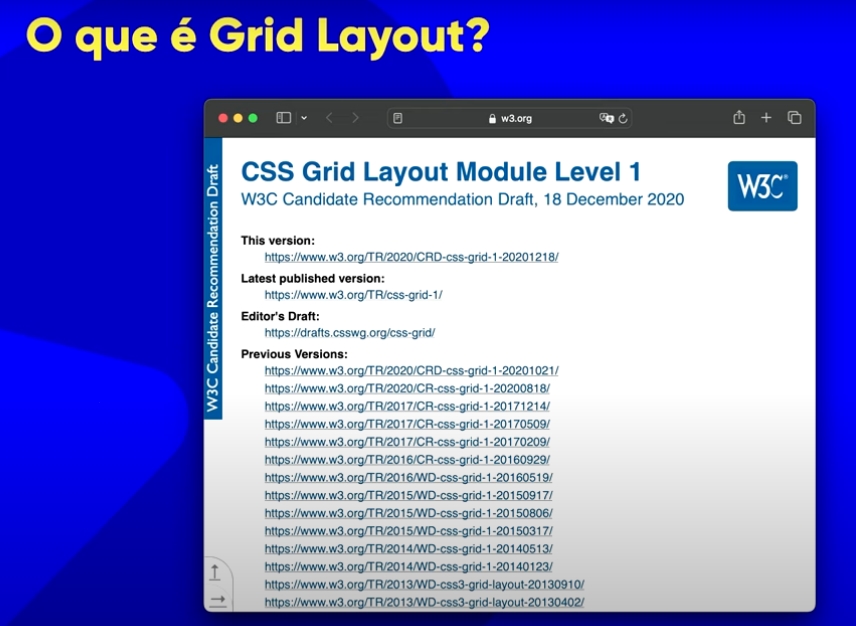 O que é Grid Layout?
w3.org
W3C Candidate Recommendation Draft
CSS Grid Layout Module Level 1
W3C Candidate Recommendation Draft, 18 December 2020
W3C®
This version:
https://www.w3.org/TR/2020/CRD-css-grid-1-20201218/
Latest published version:
https://www.w3.org/TR/css-grid-1/
Editor's Draft:
https://drafts.csswg.org/css-grid/
Previous Versions:
https://www.w3.org/TR/2020/CRD-css-grid-1-20201021/
https://www.w3.org/TR/2020/CR-css-grid-1-20200818/
https://www.w3.org/TR/2017/CR-css-grid-1-20171214/
https://www.w3.org/TR/2017/CR-css-grid-1-20170509/
https://www.w3.org/TR/2017/CR-css-grid-1-20170209/
https://www.w3.org/TR/2016/CR-css-grid-1-20160929/
https://www.w3.org/TR/2016/WD-css-grid-1-20160519/
https://www.w3.org/TR/2015/WD-css-grid-1-20150917/
https://www.w3.org/TR/2015/WD-css-grid-1-20150806/
https://www.w3.org/TR/2015/WD-css-grid-1-20150317/
https://www.w3.org/TR/2014/WD-css-grid-1-20140513/
https://www.w3.org/TR/2014/WD-css-grid-1-20140123/
https://www.w3.org/TR/2013/WD-css3-grid-layout-20130910/
https://www.w3.org/TR/2013/WD-css3-grid-layout-20130402/